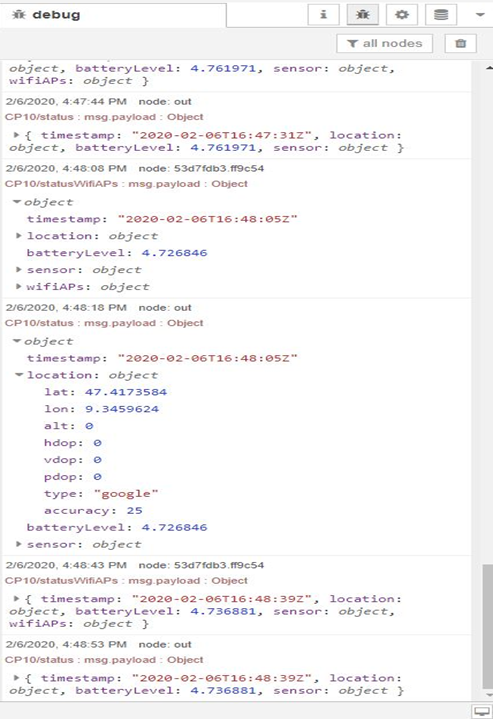 debug
all nodes
object, batteryLevel: 4.761971, sensor: object,
wifiAPs: object }
2/6/2020, 4:47:44 PM node: out
CP10/status : msg.payload : Object
{ timestamp: "2020-02-06T16:47:31Z", location:
object, batteryLevel: 4.761971, sensor: object }
2/6/2020, 4:48:08 PM node: 53d7fdb3.ff9c54
CP10/statusWifiAPs : msg.payload : Object
object
timestamp: "2020-02-06T16:48:05Z"
location: object
batteryLevel: 4.726846
sensor: object
wifiAPs: object
2/6/2020, 4:48:18 PM node: out
CP10/status : msg.payload : Object
object
timestamp: "2020-02-06T16:48:05Z"
location: object
lat: 47.4173584
lon: 9.3459624
alt: 0
hdop: 0
vdop: 0
pdop: 0
type: "google"
accuracy: 25
batteryLevel: 4.726846
sensor: object
2/6/2020, 4:48:43 PM node: 53d7fdb3.ff9c54
CP10/statusWifiAPs : msg.payload : Object
{ timestamp: "2020-02-06T16:48:39Z", location:
object, batteryLevel: 4.736881, sensor: object,
wifiAPs: object }
2/6/2020, 4:48:53 PM node: out
CP10/status : msg.payload : Object
{ timestamp: "2020-02-06T16:48:39Z", location:
object, batteryLevel: 4.736881, sensor: object }